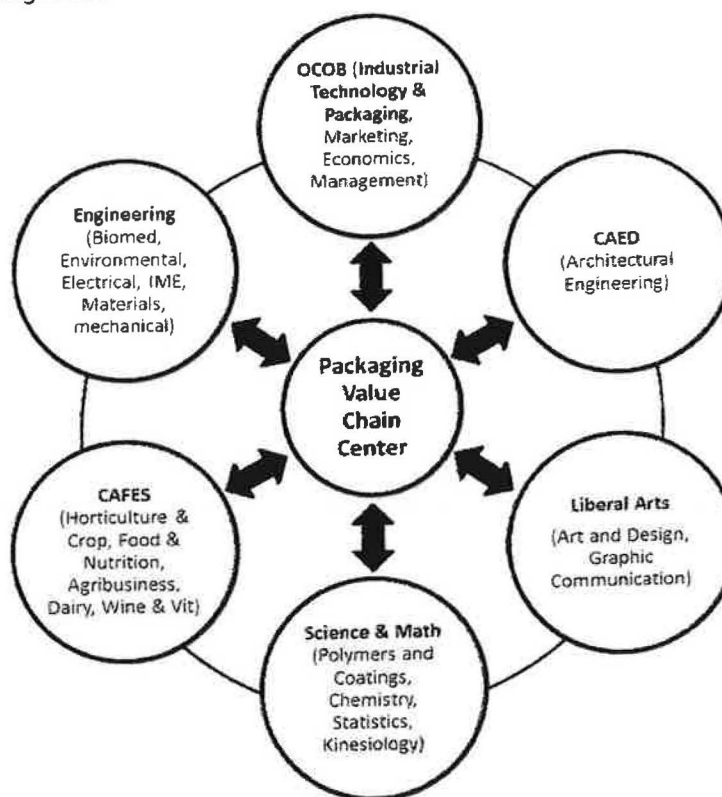 OCOB (Industrial
Technology &
Packaging,
Marketing,
Economics,
Management)
Engineering
(Biomed,
Environmental,
Electrical, IME,
Materials,
mechanical)
CAED
(Architectural
Engineering)
Packaging
Value
Chain
Center
CAFES
(Horticulture &
Crop, Food &
Nutrition,
Agribusiness,
Dairy, Wine & Vit)
Liberal Arts
(Art and Design,
Graphic
Communication)
Science & Math
(Polymers and
Coatings,
Chemistry,
Statistics,
Kinesiology)